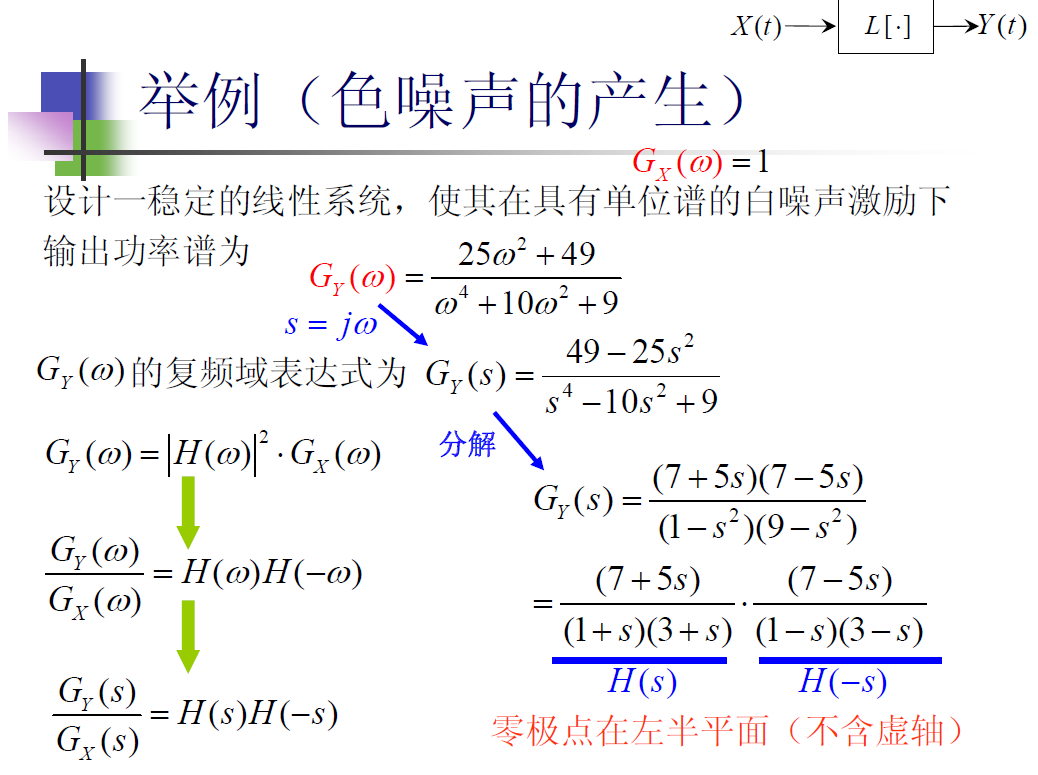 X(t) L[·] Y(t)
举例（色噪声的产生）
G_X(ω) = 1
设计一稳定的线性系统，使其在具有单位谱的白噪声激励下
输出功率谱为
G_Y(ω) = (25ω² + 49) / (ω⁴ + 10ω² + 9)
s = jω
G_Y(ω)的复频域表达式为 G_Y(s) = (49 − 25s²) / (s⁴ − 10s² + 9)
分解
G_Y(ω) = |H(ω)|² · G_X(ω)
G_Y(s) = (7 + 5s)(7 − 5s) / (1 − s²)(9 − s²)
G_Y(ω) / G_X(ω) = H(ω)H(−ω)
= (7 + 5s) / (1 + s)(3 + s) · (7 − 5s) / (1 − s)(3 − s)
H(s) H(−s)
G_Y(s) / G_X(s) = H(s)H(−s)
零极点在左半平面（不含虚轴）